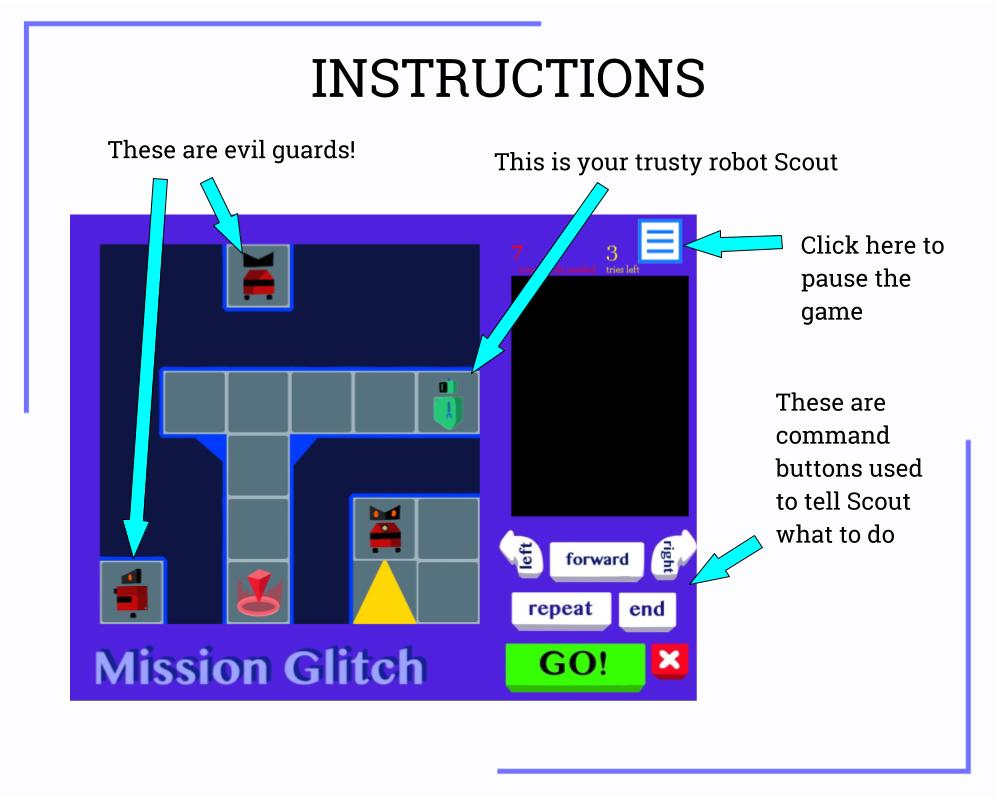 INSTRUCTIONS
These are evil guards!
This is your trusty robot Scout
7
3
tries left
Click here to
pause the
game
These are
command
buttons used
to tell Scout
what to do
left
forward
right
repeat
end
GO!
Mission Glitch